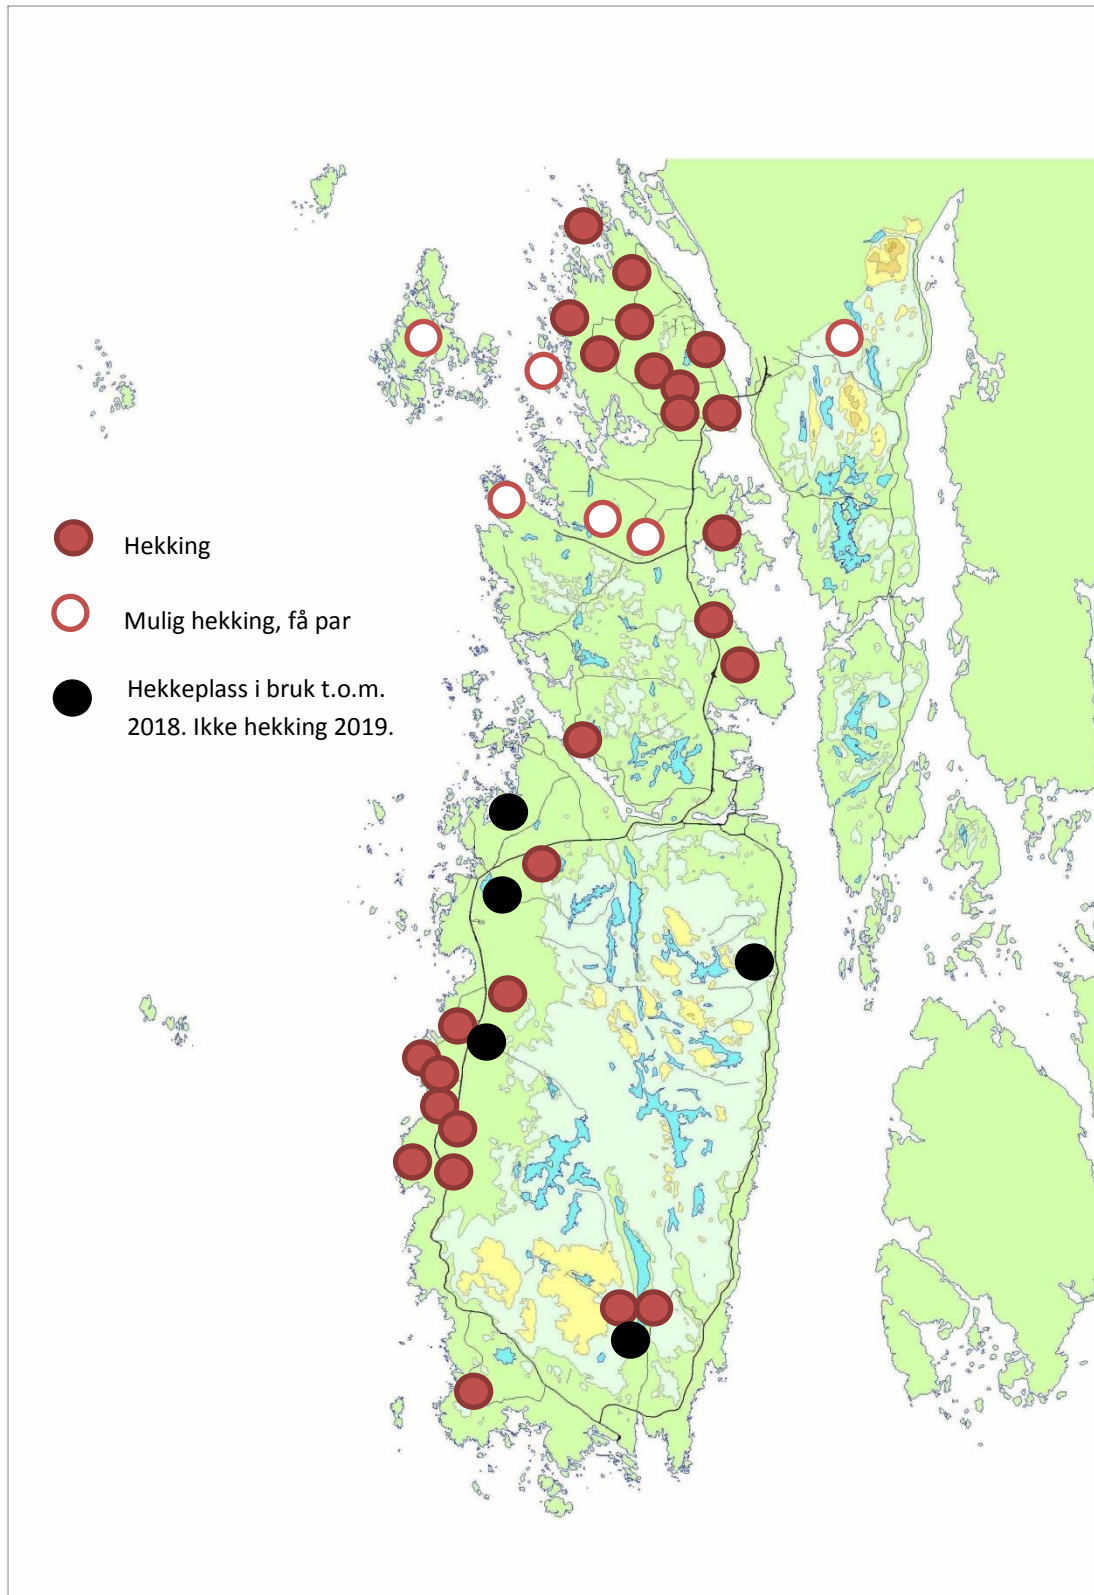 Hekking
Mulig hekking, få par
Hekkeplass i bruk t.o.m.
2018. Ikke hekking 2019.